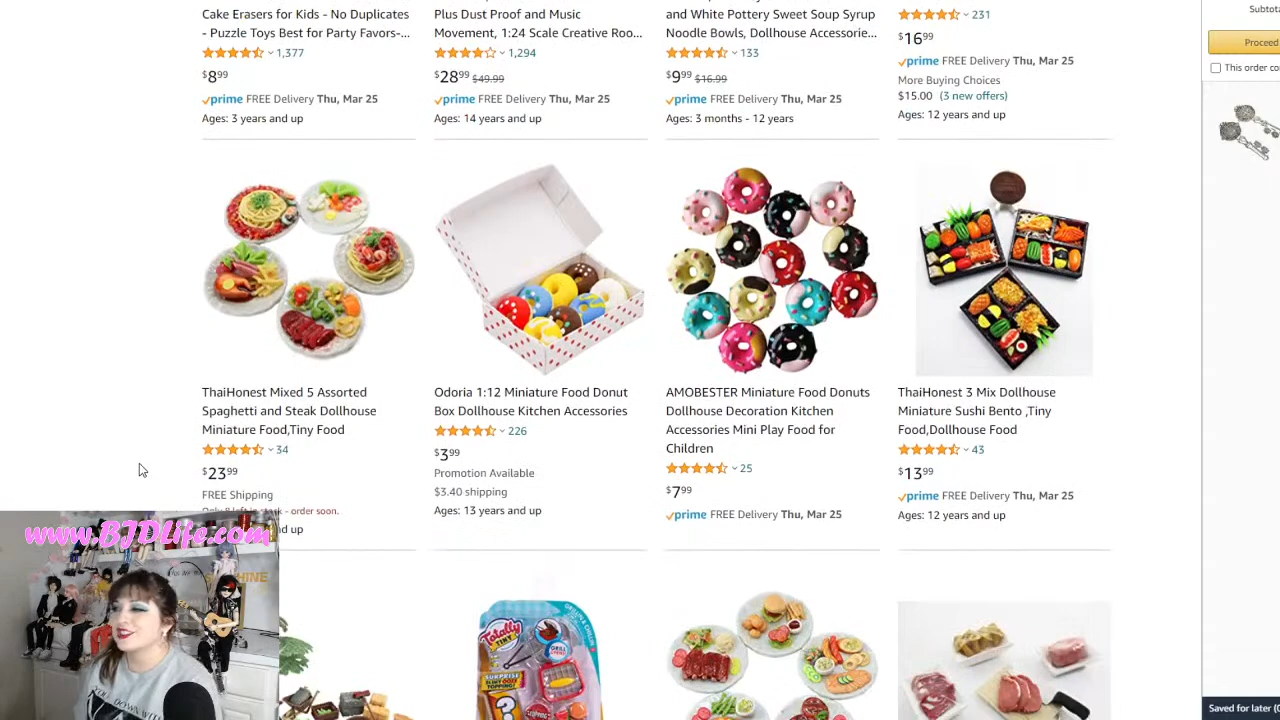 Cake Erasers for Kids - No Duplicates
- Puzzle Toys Best for Party Favors-...
1,377
$8.99
prime FREE Delivery Thu, Mar 25
Ages: 3 years and up
Plus Dust Proof and Music
Movement, 1:24 Scale Creative Roo...
1,294
$28.99 $49.99
prime FREE Delivery Thu, Mar 25
Ages: 14 years and up
and White Pottery Sweet Soup Syrup
Noodle Bowls, Dollhouse Accessorie...
133
$9.99 $16.99
prime FREE Delivery Thu, Mar 25
Ages: 3 months - 12 years
231
$16.99
prime FREE Delivery Thu, Mar 25
More Buying Choices
$15.00 (3 new offers)
Ages: 12 years and up
Subtota
Proceed
This order co
ThaiHonest Mixed 5 Assorted
Spaghetti and Steak Dollhouse
Miniature Food,Tiny Food
34
$23.99
FREE Shipping
order soon.
nd up
Odoria 1:12 Miniature Food Donut
Box Dollhouse Kitchen Accessories
226
$3.99
Promotion Available
$3.40 shipping
Ages: 13 years and up
AMOBESTER Miniature Food Donuts
Dollhouse Decoration Kitchen
Accessories Mini Play Food for
Children
25
$7.99
prime FREE Delivery Thu, Mar 25
ThaiHonest 3 Mix Dollhouse
Miniature Sushi Bento ,Tiny
Food,Dollhouse Food
43
$13.99
prime FREE Delivery Thu, Mar 25
Ages: 12 years and up
www.BJDLife.com
Totally
TINY
SURPRISE
Saved for later (